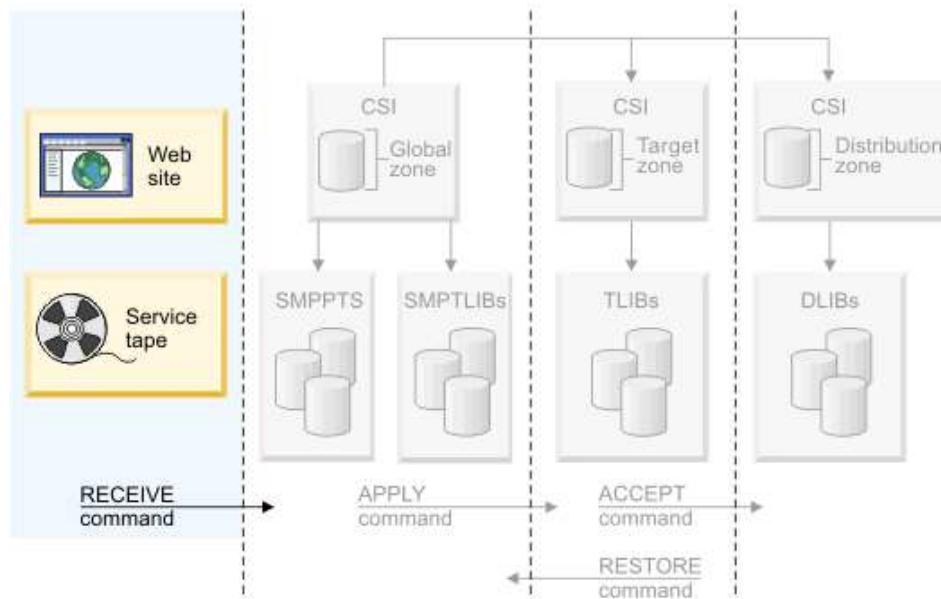 CSI
Global
zone
CSI
Target
zone
CSI
Distribution
zone
Web
site
Service
tape
SMPPTS
SMPTLIBs
TLIBs
DLIBs
RECEIVE
command
APPLY
command
ACCEPT
command
RESTORE
command